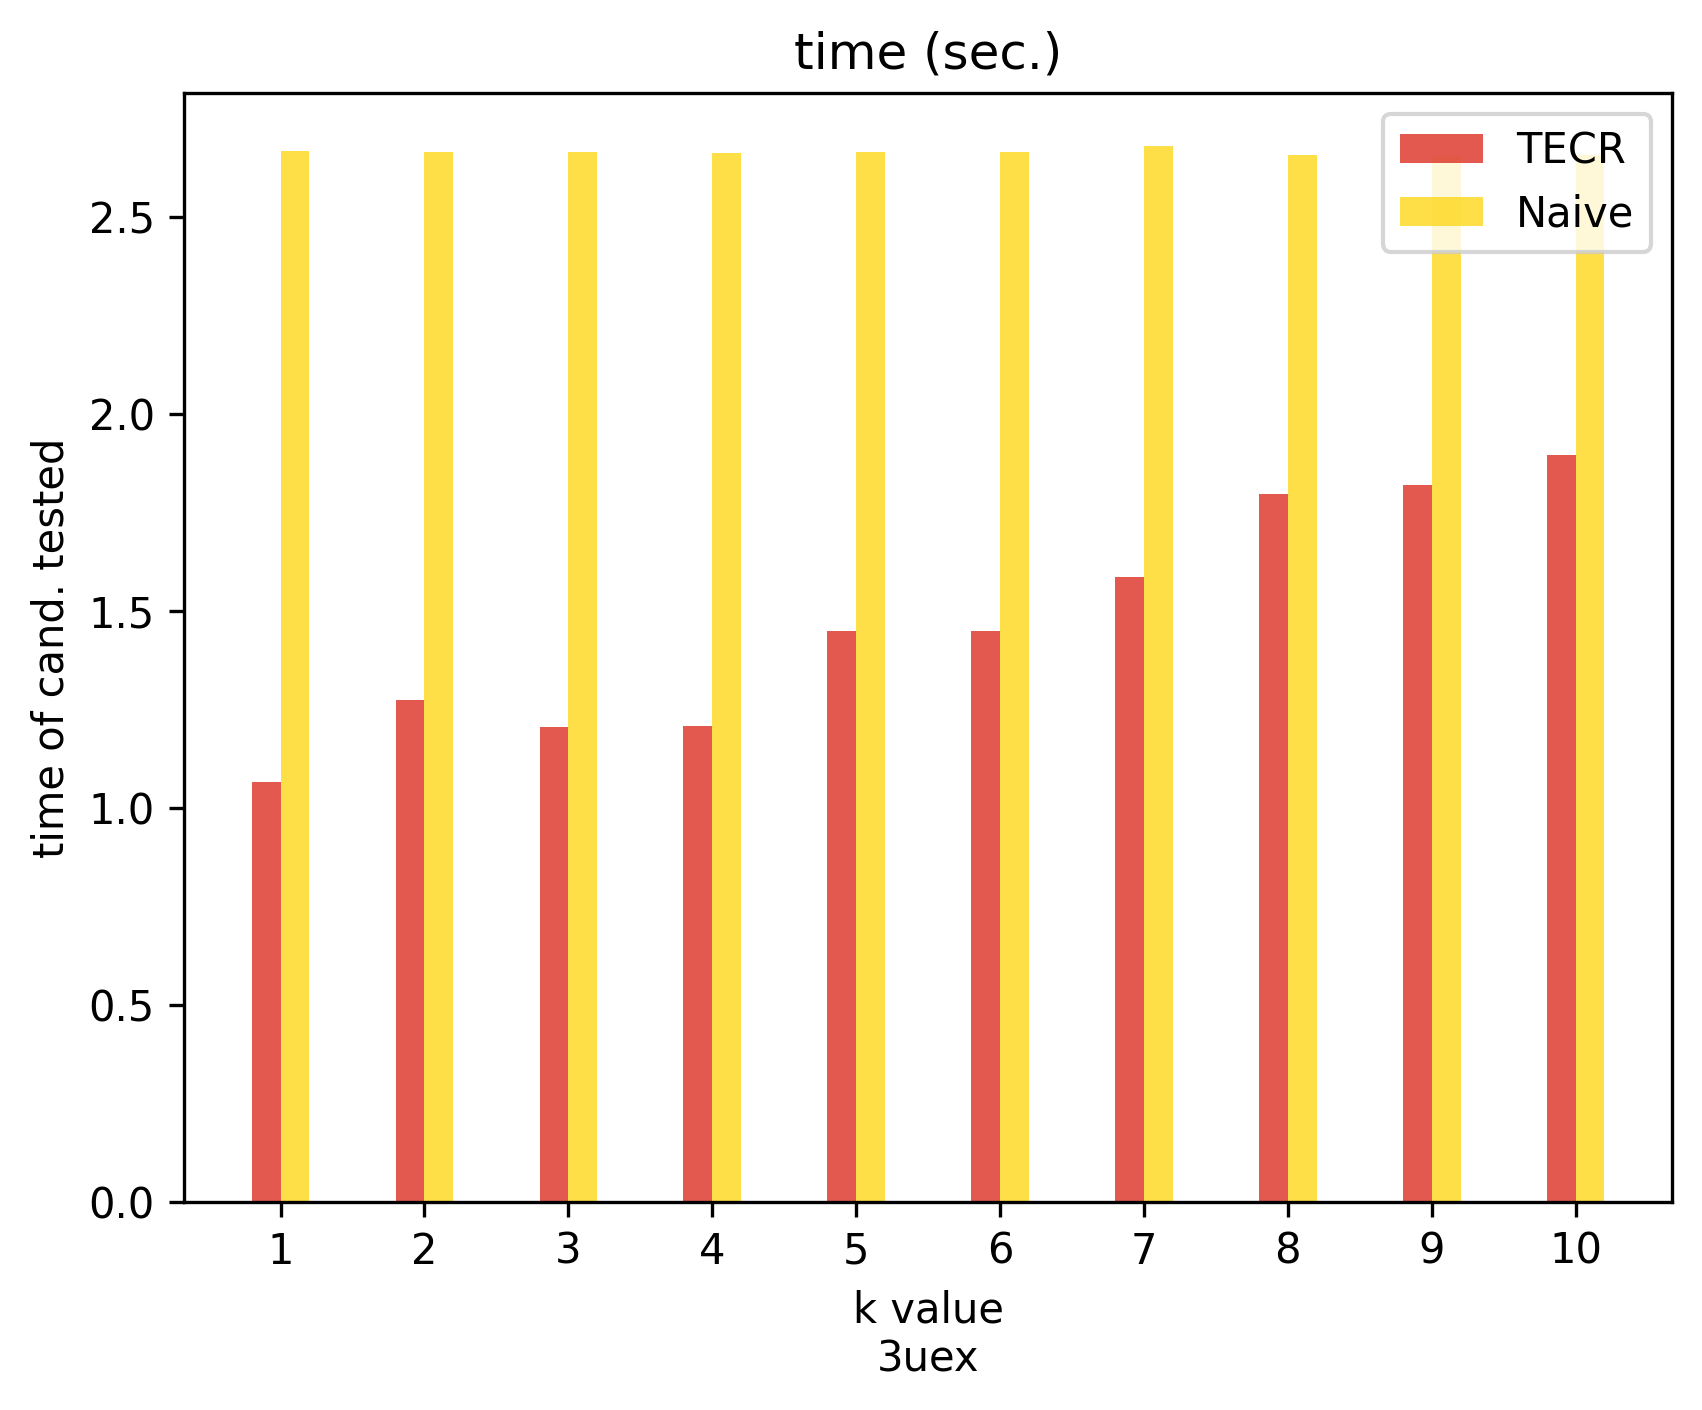 time (sec.)
TECR
Naive
time of cand. tested
2.5
2.0
1.5
1.0
0.5
0.0
1 2 3 4 5 6 7 8 9 10
k value
3uex